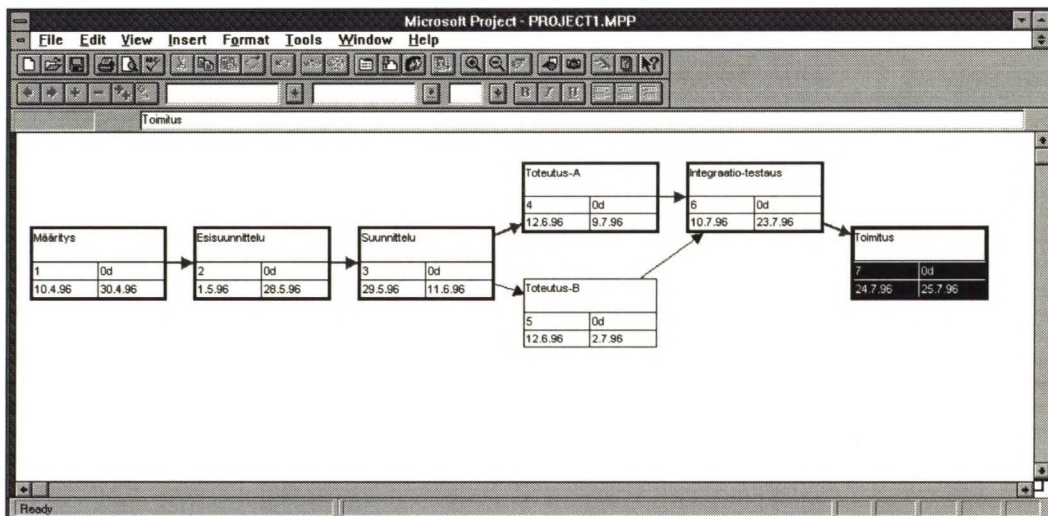 Microsoft Project - PROJECT1.MPP
File Edit View Insert Format Tools Window Help
B I U
Toimitus
Määritys
1 0d
10.4.96 30.4.96
Esisuunnittelu
2 0d
1.5.96 28.5.96
Suunnittelu
3 0d
29.5.96 11.6.96
Toteutus-A
4 0d
12.6.96 9.7.96
Toteutus-B
5 0d
12.6.96 2.7.96
Integraatio-testaus
6 0d
10.7.96 23.7.96
Toimitus
7 0d
24.7.96 25.7.96
Ready